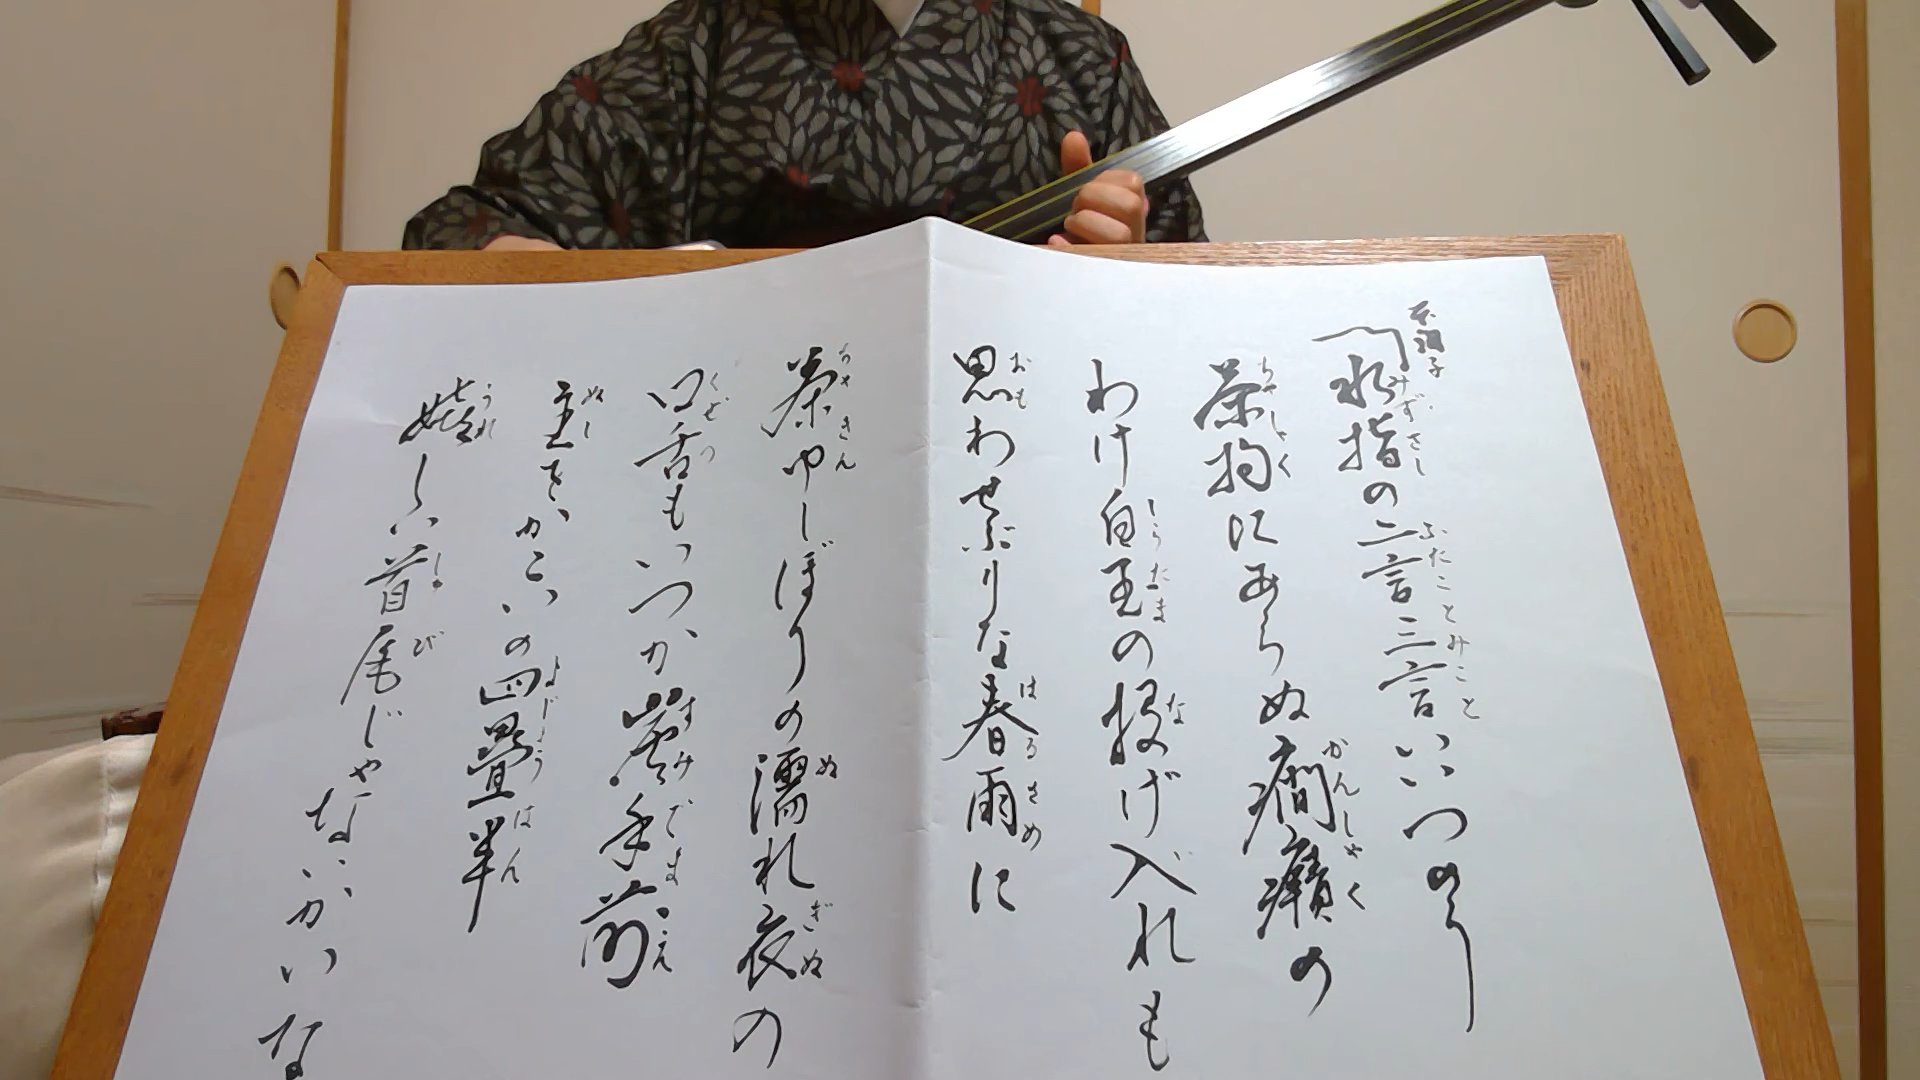 本調子
〽水指の二言三言いいつのり
茶杓にあらぬ癇癪の
わけ白玉の投げ入れも
思わせぶりな春雨に
茶巾しぼりの濡れ衣の
口舌もいつか炭手前
主をかこいの四畳半
嬉しい首尾じゃないかいな